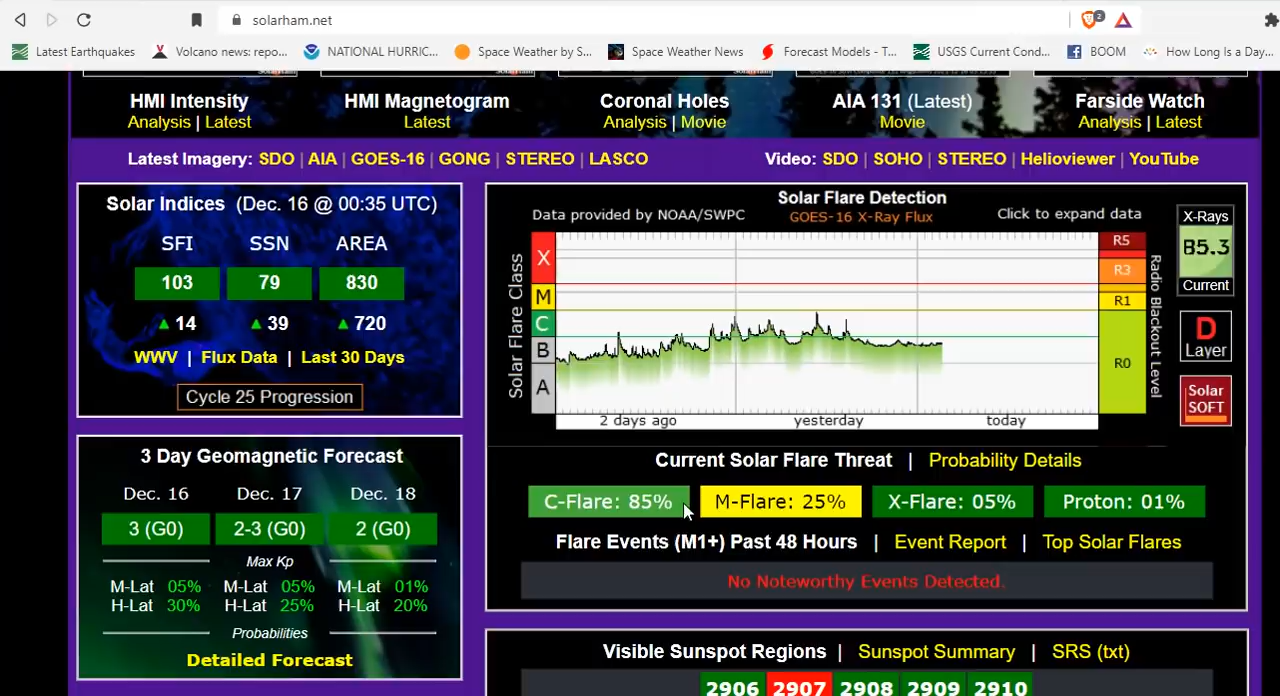 solarham.net
2
Latest Earthquakes
Volcano news: repo...
NATIONAL HURRIC...
Space Weather by S...
Space Weather News
Forecast Models - T...
USGS Current Cond...
BOOM
How Long Is a Day...
HMI Intensity
Analysis | Latest
HMI Magnetogram
Latest
Coronal Holes
Analysis | Movie
AIA 131 (Latest)
Movie
Farside Watch
Analysis | Latest
Latest Imagery: SDO | AIA | GOES-16 | GONG | STEREO | LASCO
Video: SDO | SOHO | STEREO | Helioviewer | YouTube
Solar Indices (Dec. 16 @ 00:35 UTC)
SFI SSN AREA
103 79 830
14 39 720
WWV | Flux Data | Last 30 Days
Cycle 25 Progression
Solar Flare Detection
Data provided by NOAA/SWPC
GOES-16 X-Ray Flux
Click to expand data
Solar Flare Class
X
M
C
B
A
R5
R3
R1
R0
Radio Blackout Level
2 days ago yesterday today
X-Rays
B5.3
Current
D
Layer
Solar
SOFT
3 Day Geomagnetic Forecast
Dec. 16 Dec. 17 Dec. 18
3 (G0) 2-3 (G0) 2 (G0)
Max Kp
M-Lat 05% M-Lat 05% M-Lat 01%
H-Lat 30% H-Lat 25% H-Lat 20%
Probabilities
Detailed Forecast
Current Solar Flare Threat | Probability Details
C-Flare: 85% M-Flare: 25% X-Flare: 05% Proton: 01%
Flare Events (M1+) Past 48 Hours | Event Report | Top Solar Flares
No Noteworthy Events Detected.
Visible Sunspot Regions | Sunspot Summary | SRS (txt)
2906 2907 2908 2909 2910